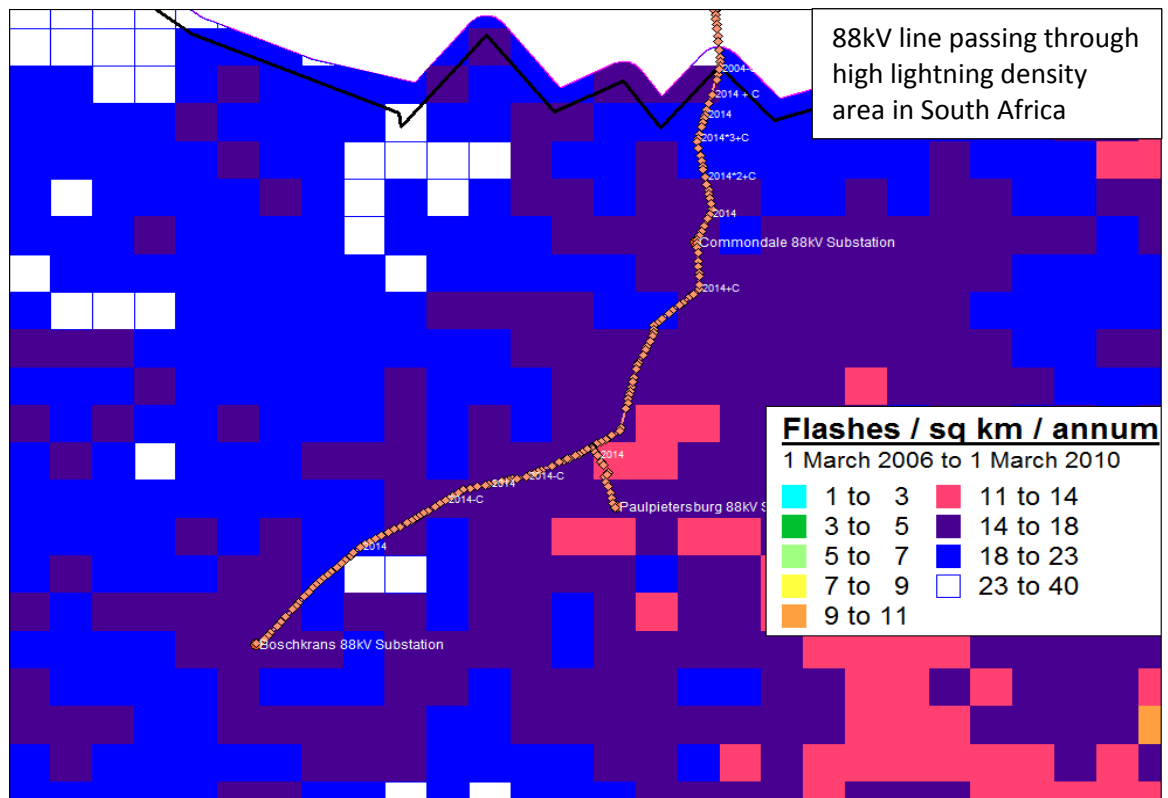 88kV line passing through
high lightning density
area in South Africa
2014 + C
2014
2014*3+C
2014*2+C
2014
Commondale 88kV Substation
2014+C
Flashes / sq km / annum
1 March 2006 to 1 March 2010
1 to 3
11 to 14
3 to 5
14 to 18
5 to 7
18 to 23
7 to 9
23 to 40
9 to 11
2014
2014-C
2014
2014-C
Paulpietersburg 88kV
2014
Boschkrans 88kV Substation